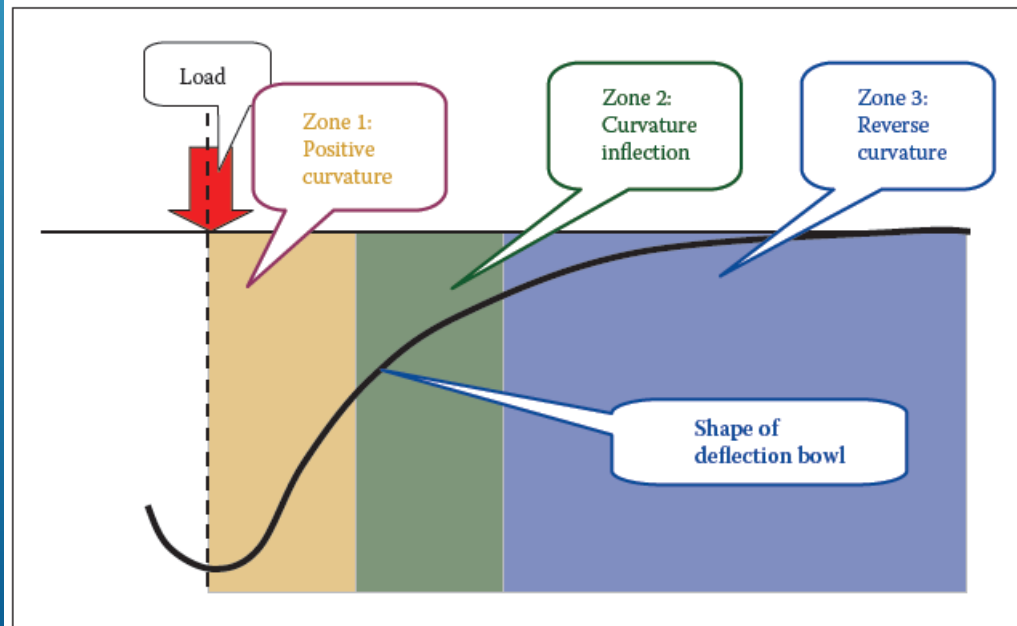 Load
Zone 1:
Positive
curvature
Zone 2:
Curvature
inflection
Zone 3:
Reverse
curvature
Shape of
deflection bowl